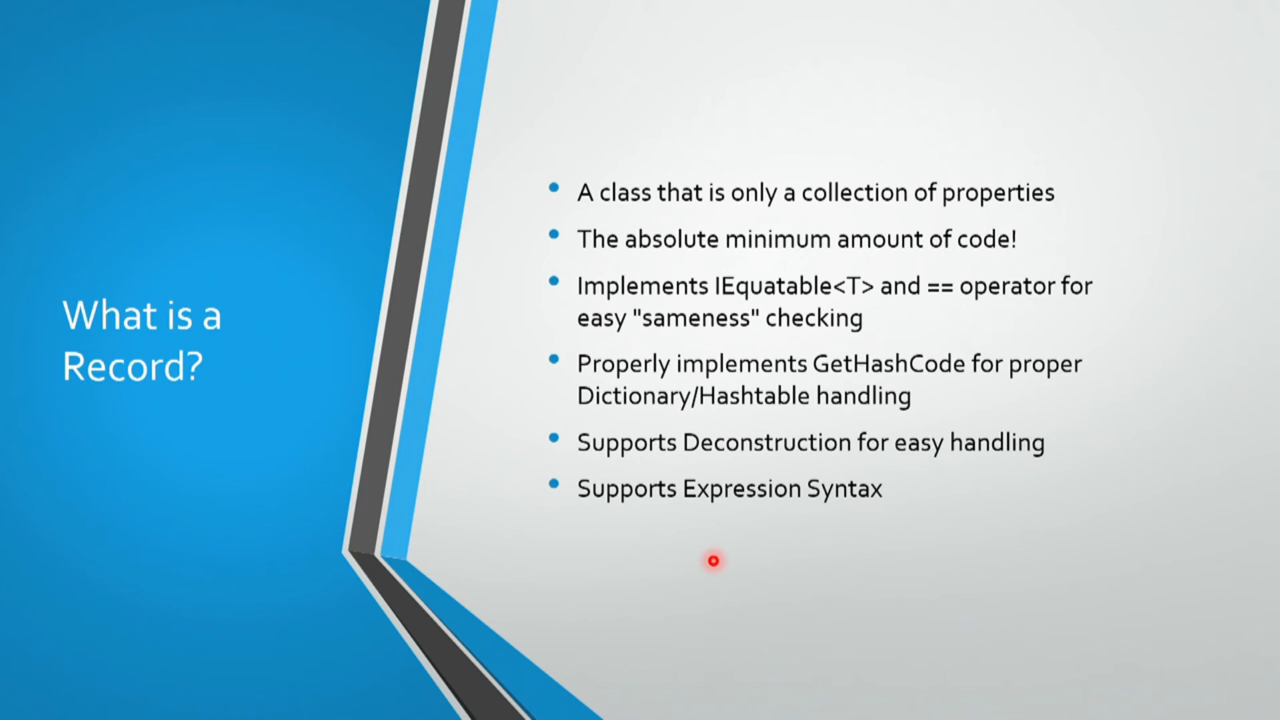 What is a
Record?
A class that is only a collection of properties
The absolute minimum amount of code!
Implements IEquatable<T> and == operator for
easy "sameness" checking
Properly implements GetHashCode for proper
Dictionary/Hashtable handling
Supports Deconstruction for easy handling
Supports Expression Syntax